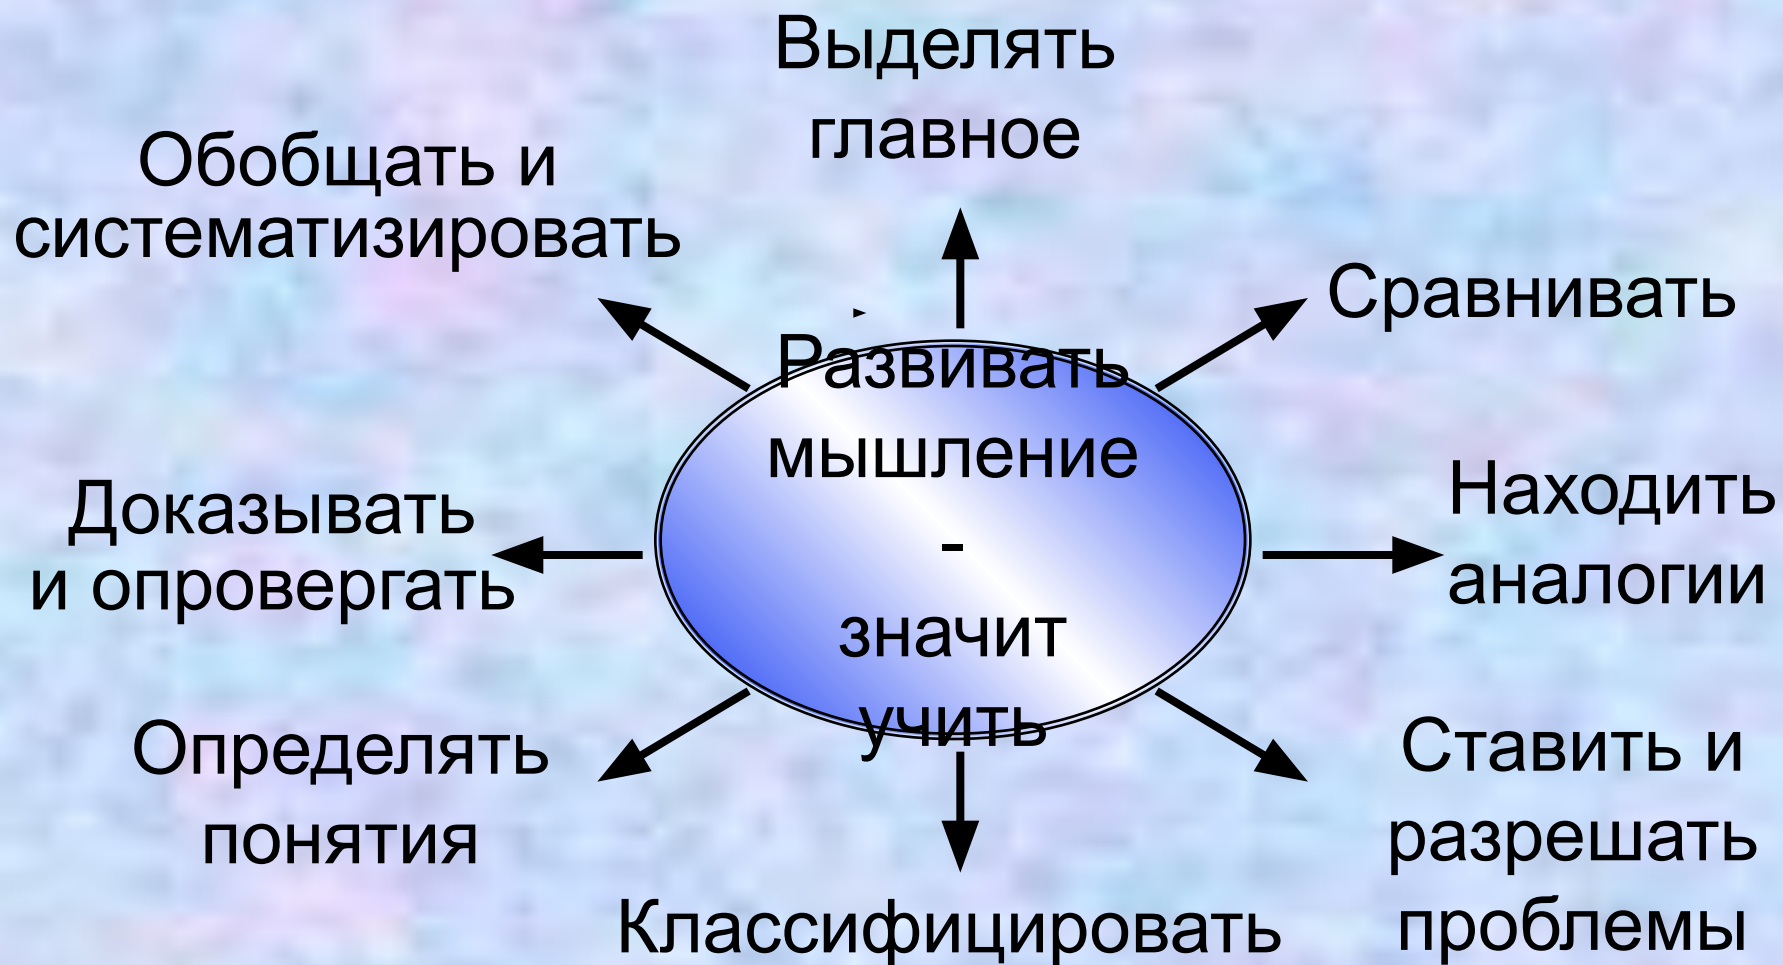 Выделять
главное
Обобщать и
систематизировать
Сравнивать
Развивать
мышление
-
значит
учить
Доказывать
и опровергать
Находить
аналогии
Определять
понятия
Ставить и
разрешать
проблемы
Классифицировать